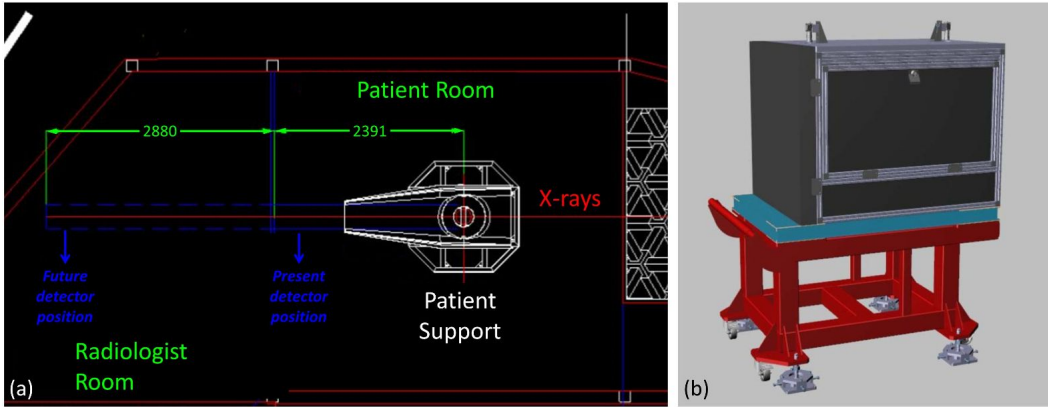 Patient Room
2880
2391
X-rays
Future
detector
position
Present
detector
position
Patient
Support
Radiologist
Room
(a)
(b)